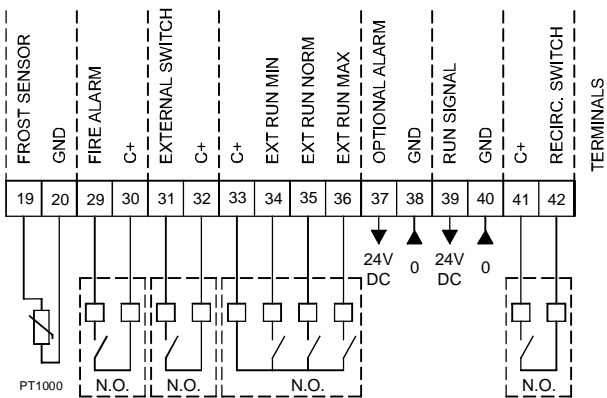 FROST SENSOR
GND
FIRE ALARM
C+
EXTERNAL SWITCH
C+
C+
EXT RUN MIN
EXT RUN NORM
EXT RUN MAX
OPTIONAL ALARM
GND
RUN SIGNAL
GND
C+
RECIRC. SWITCH
TERMINALS
19 20 29 30 31 32 33 34 35 36 37 38 39 40 41 42
24V
DC
0
24V
DC
0
PT1000
N.O.
N.O.
N.O.
N.O.